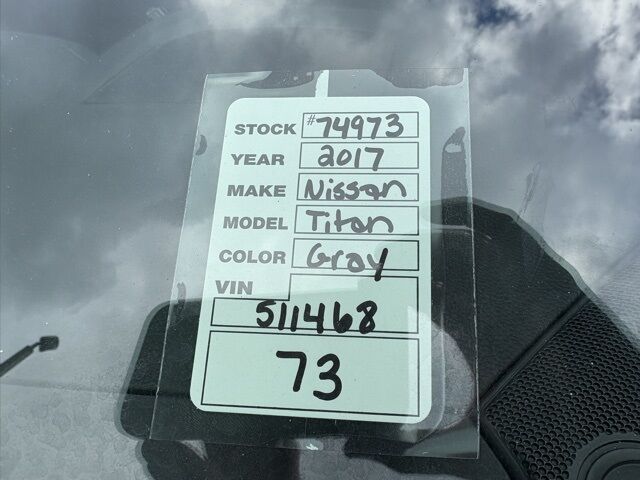 STOCK #74973
YEAR 2017
MAKE Nissan
MODEL Titan
COLOR Gray
VIN
511468
73